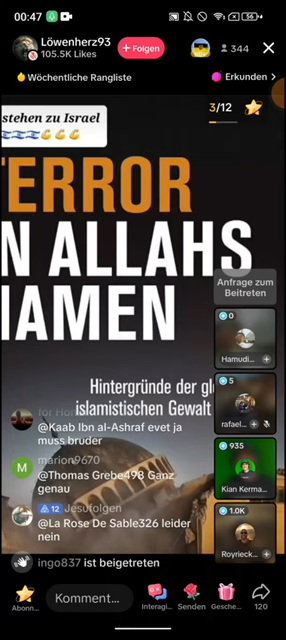 00:47
56
Löwenherz93
105.5K Likes
+ Folgen
344
Wöchentliche Rangliste
Erkunden >
stehen zu Israel
3/12
TERROR
N ALLAHS
NAMEN
Anfrage zum
Beitreten
Hintergründe der gl
islamistischen Gewalt
0
Hamudi...
5
rafael...
935
Kian Kerma...
1.0K
Royrieck...
@Kaab Ibn al-Ashraf evet ja
muss bruder
M
marion9670
@Thomas Grebe498 Ganz
genau
12 Jesufolgen
@La Rose De Sable326 leider
nein
ingo837 ist beigetreten
Abonn...
Komment...
Interagi...
Senden
Gesche...
120